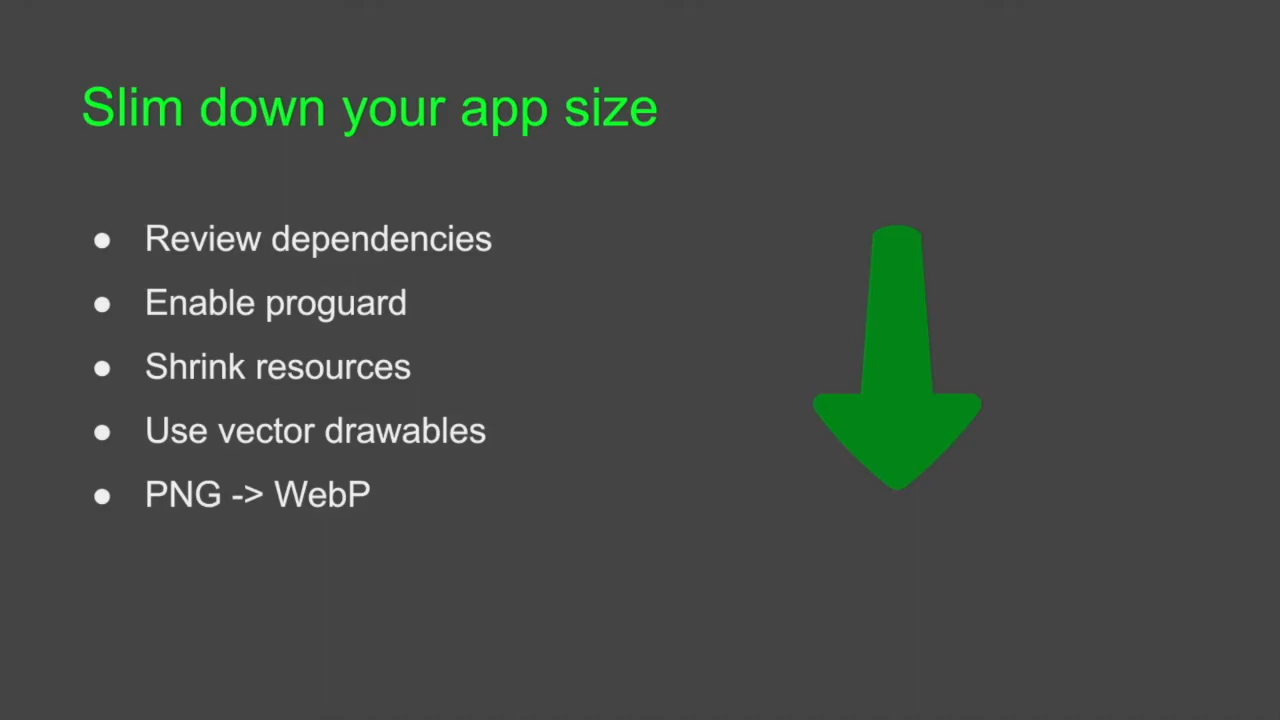 Slim down your app size
● Review dependencies
● Enable proguard
● Shrink resources
● Use vector drawables
● PNG -> WebP